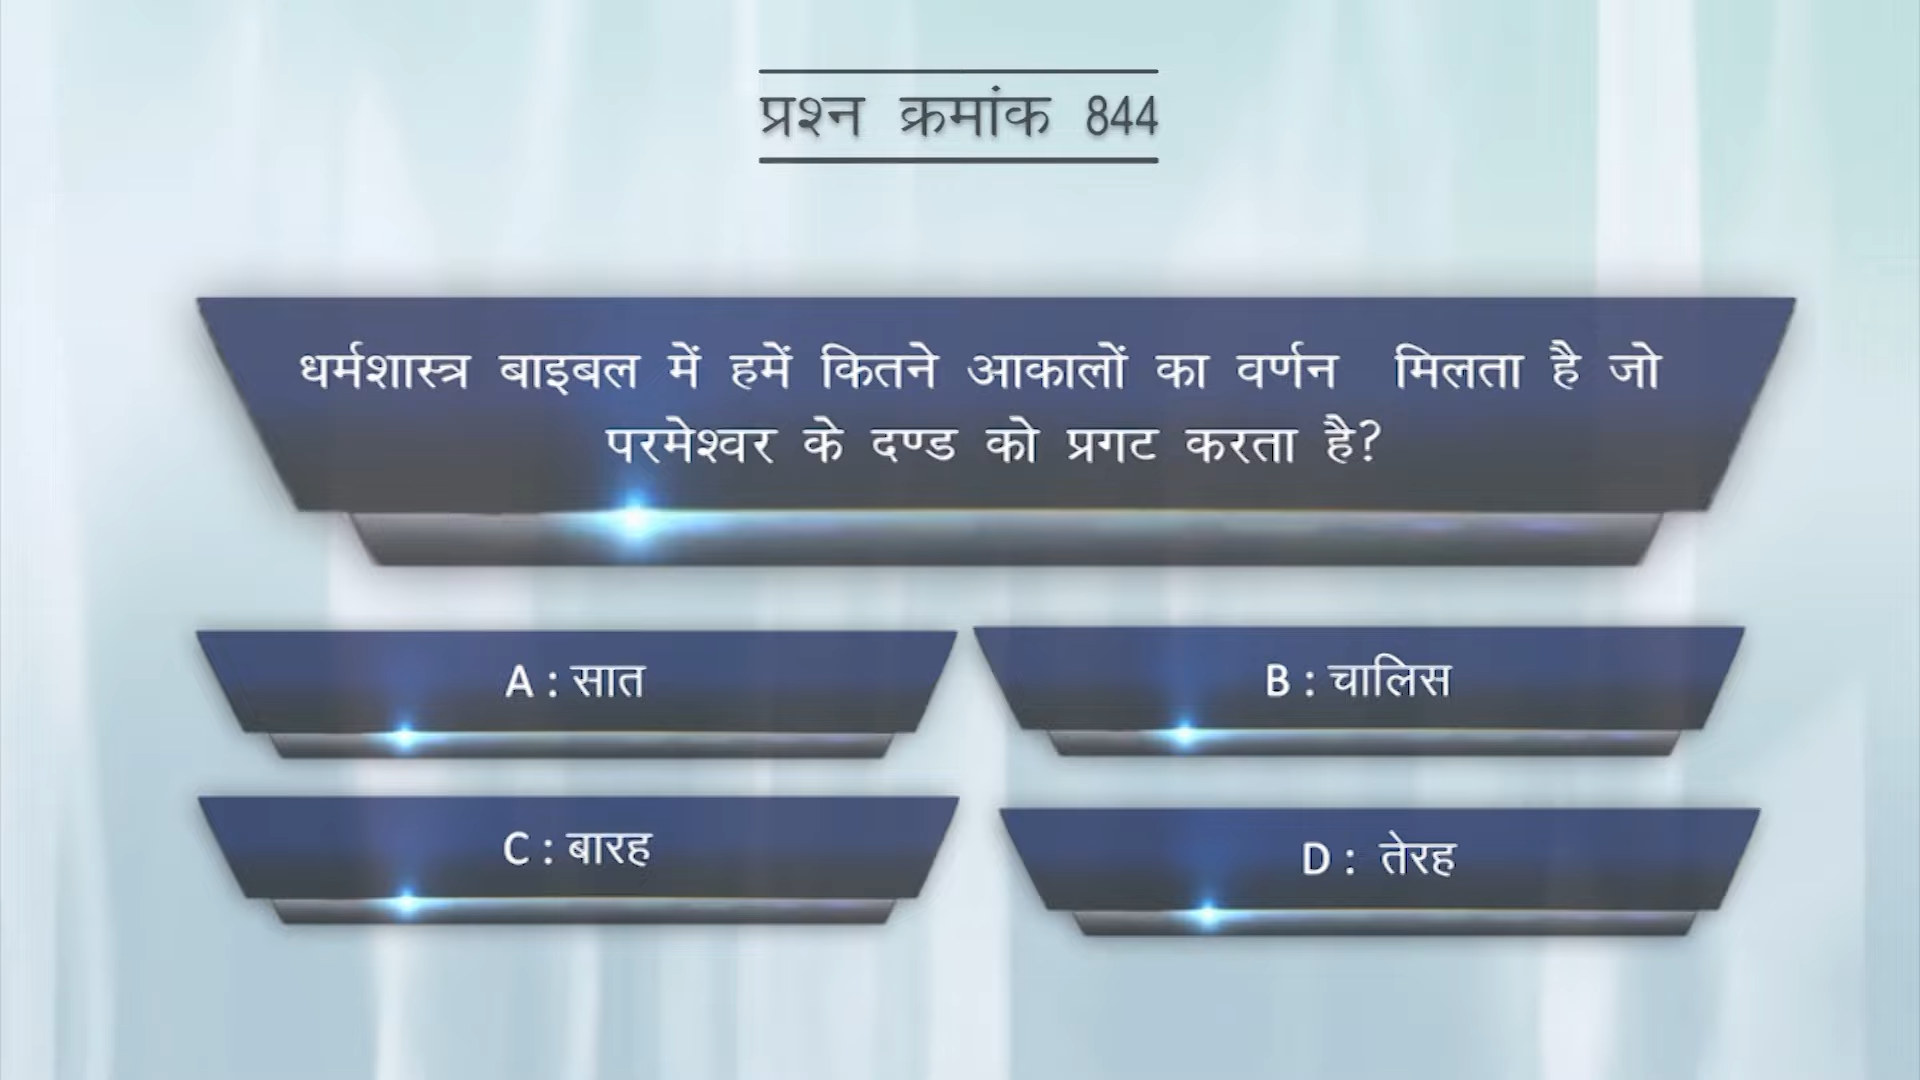 प्रश्न क्रमांक 844
धर्मशास्त्र बाइबल में हमें कितने आकालों का वर्णन मिलता है जो
परमेश्वर के दण्ड को प्रगट करता है?
A : सात
B : चालिस
C : बारह
D : तेरह